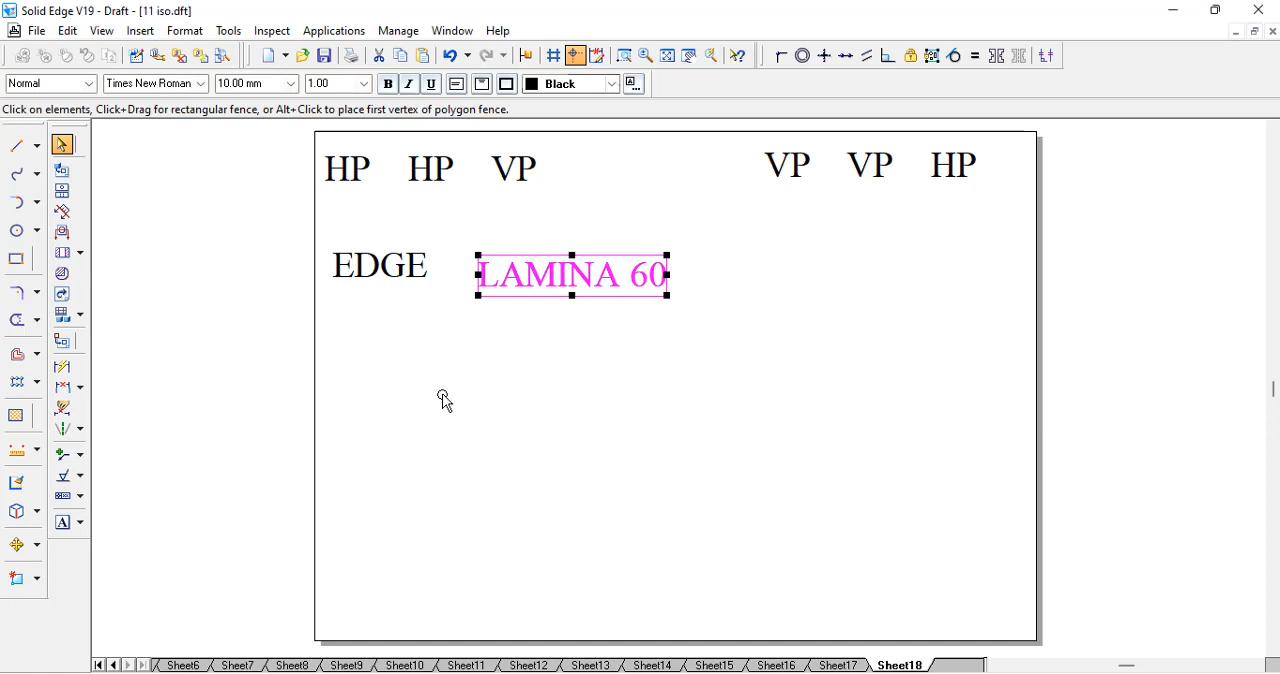 Solid Edge V19 - Draft - [11 iso.dft]
File Edit View Insert Format Tools Inspect Applications Manage Window Help
Normal Times New Roman 10.00 mm 1.00 B I U Black A...
Click on elements, Click+Drag for rectangular fence, or Alt+Click to place first vertex of polygon fence.
HP HP VP VP VP HP
EDGE LAMINA 60
A
Sheet6 Sheet7 Sheet8 Sheet9 Sheet10 Sheet11 Sheet12 Sheet13 Sheet14 Sheet15 Sheet16 Sheet17 Sheet18